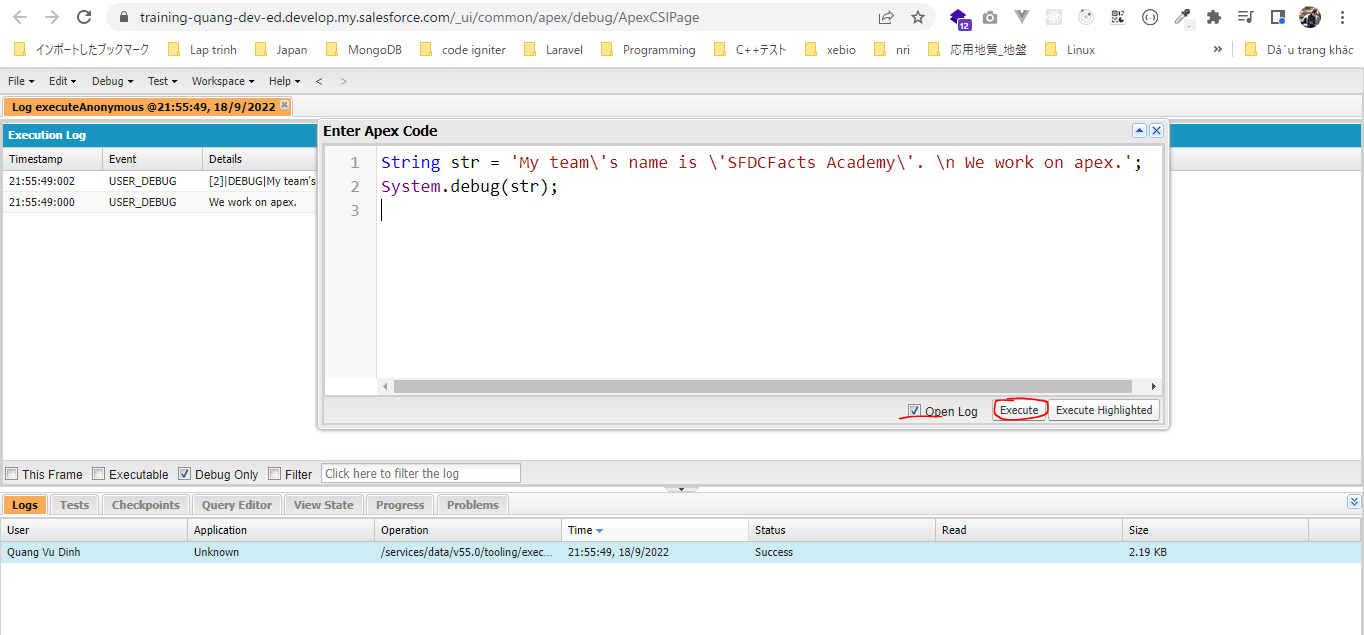 training-quang-dev-ed.develop.my.salesforce.com/_ui/common/apex/debug/ApexCSIPage
12
インポートしたブックマーク Lap trinh Japan MongoDB code igniter Laravel Programming C++テスト xebio nri 応用地質_地盤 Linux » Dấu trang khác
File Edit Debug Test Workspace Help < >
Log executeAnonymous @21:55:49, 18/9/2022
Execution Log
Timestamp Event Details
21:55:49:002 USER_DEBUG [2]|DEBUG|My team's
21:55:49:000 USER_DEBUG We work on apex.
Enter Apex Code
1 String str = 'My team\'s name is \'SFDCFacts Academy\'. \n We work on apex.';
2 System.debug(str);
3
Open Log Execute Execute Highlighted
This Frame Executable Debug Only Filter Click here to filter the log
Logs Tests Checkpoints Query Editor View State Progress Problems
User Application Operation Time Status Read Size
Quang Vu Dinh Unknown /services/data/v55.0/tooling/exec... 21:55:49, 18/9/2022 Success 2.19 KB